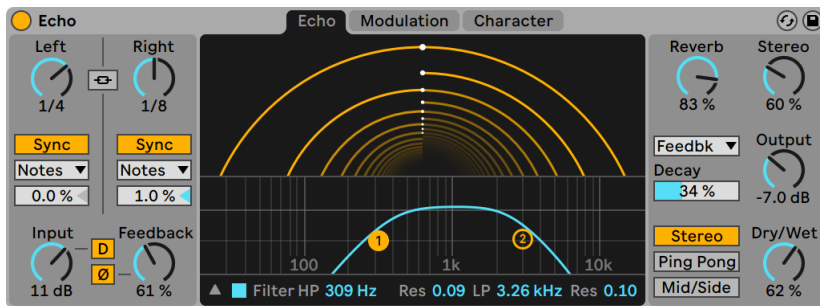 Echo
Echo Modulation Character
Left Right
1/4 1/8
Sync Sync
Notes Notes
0.0 % 1.0 %
Input D Feedback
Ø
11 dB 61 %
1 2
100 1k 10k
Filter HP 309 Hz Res 0.09 LP 3.26 kHz Res 0.10
Reverb Stereo
83 % 60 %
Feedbk Output
Decay
34 % -7.0 dB
Stereo Dry/Wet
Ping Pong
Mid/Side 62 %